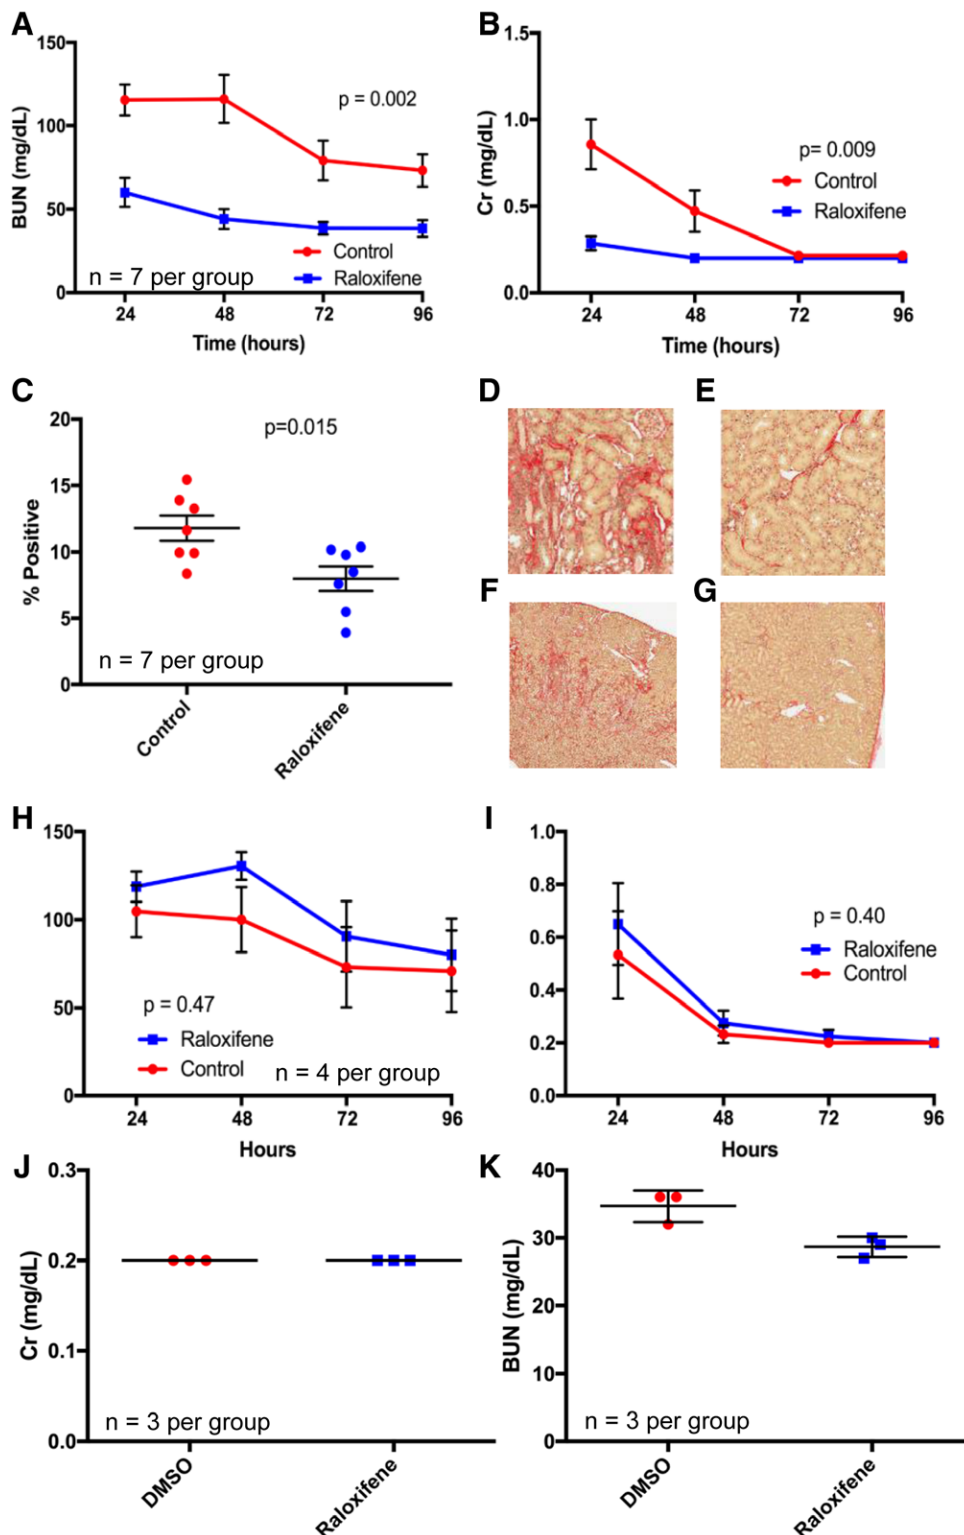 A
150
100
50
0
BUN (mg/dL)
p = 0.002
Control
Raloxifene
n = 7 per group
24 48 72 96
Time (hours)
B
1.5
1.0
0.5
0.0
Cr (mg/dL)
p= 0.009
Control
Raloxifene
24 48 72 96
Time (hours)
C
20
15
10
5
0
% Positive
p=0.015
n = 7 per group
Control
Raloxifene
D
E
F
G
H
150
100
50
0
p = 0.47
Raloxifene
Control
n = 4 per group
24 48 72 96
Hours
I
1.0
0.8
0.6
0.4
0.2
0.0
p = 0.40
Raloxifene
Control
24 48 72 96
Hours
J
0.3
0.2
0.1
0.0
Cr (mg/dL)
n = 3 per group
DMSO
Raloxifene
K
40
30
20
10
0
BUN (mg/dL)
n = 3 per group
DMSO
Raloxifene